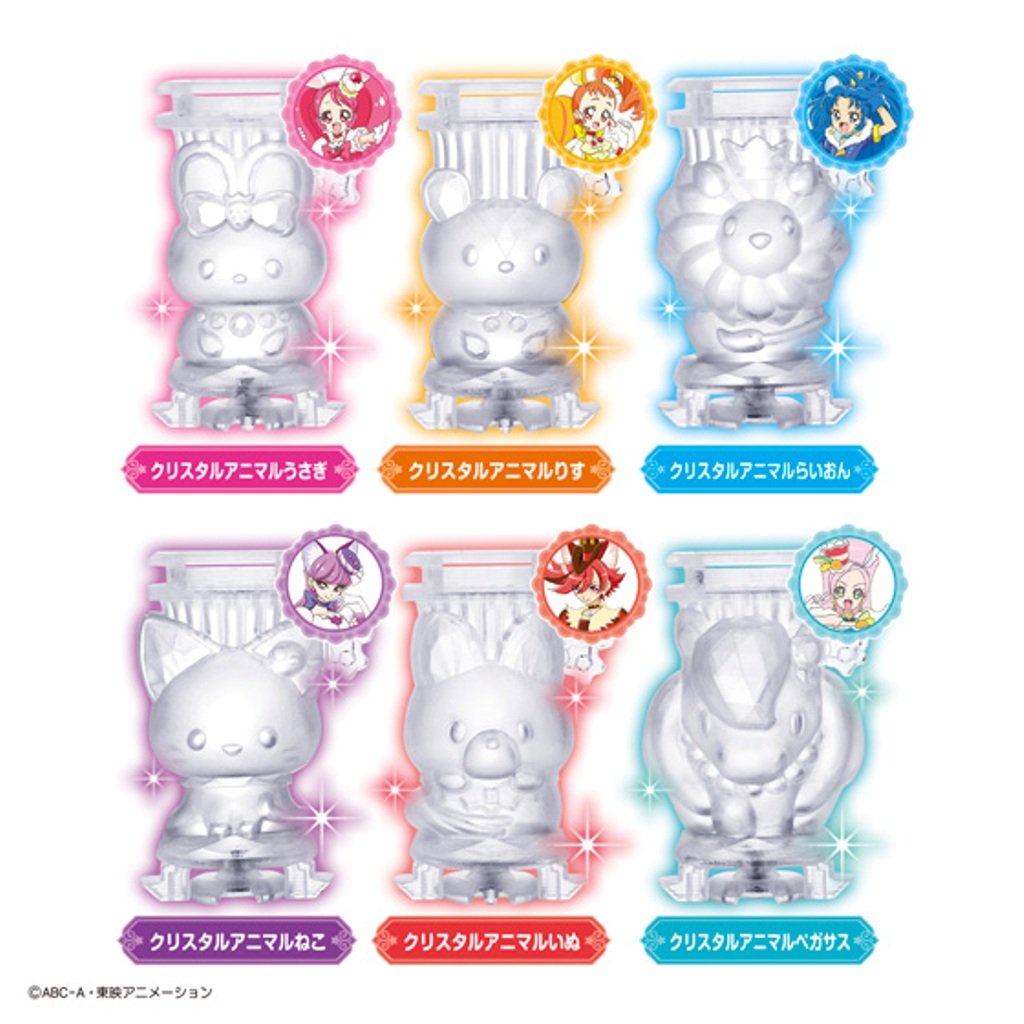 クリスタルアニマルうさぎ
クリスタルアニマルりす
クリスタルアニマルらいおん
クリスタルアニマルねこ
クリスタルアニマルいぬ
クリスタルアニマルペガサス
©ABC-A・東映アニメーション